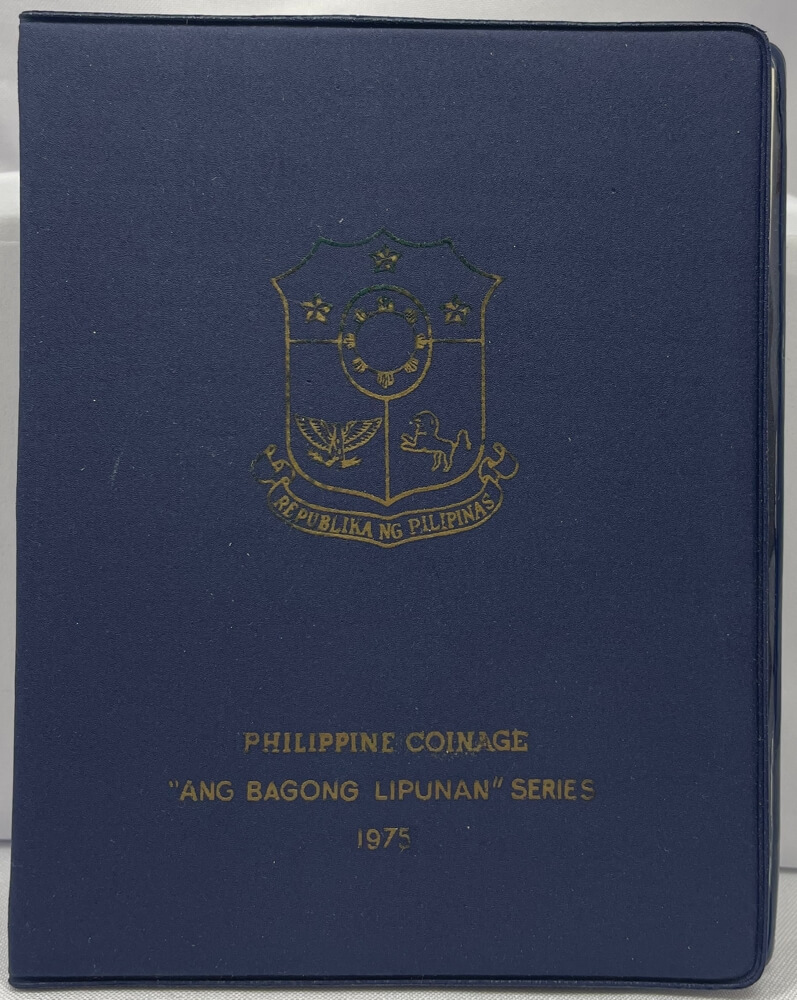 REPUBLIKA NG PILIPINAS
PHILIPPINE COINAGE
"ANG BAGONG LIPUNAN" SERIES
1975